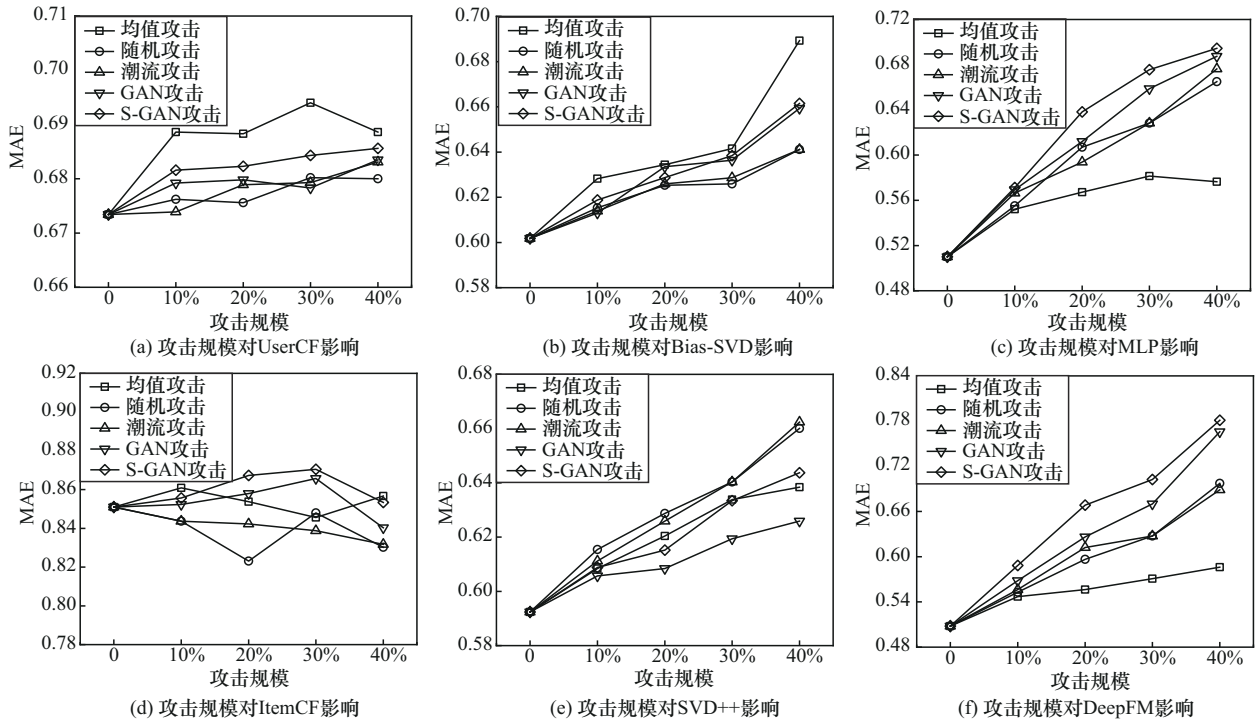 0.71
0.70
0.69
0.68
0.67
0.66
MAE
均值攻击
随机攻击
潮流攻击
GAN攻击
S-GAN攻击
0 10% 20% 30% 40%
攻击规模
(a) 攻击规模对UserCF影响
0.70
0.68
0.66
0.64
0.62
0.60
0.58
MAE
均值攻击
随机攻击
潮流攻击
GAN攻击
S-GAN攻击
0 10% 20% 30% 40%
攻击规模
(b) 攻击规模对Bias-SVD影响
0.72
0.68
0.64
0.60
0.56
0.52
0.48
MAE
均值攻击
随机攻击
潮流攻击
GAN攻击
S-GAN攻击
0 10% 20% 30% 40%
攻击规模
(c) 攻击规模对MLP影响
0.92
0.90
0.88
0.86
0.84
0.82
0.80
0.78
MAE
均值攻击
随机攻击
潮流攻击
GAN攻击
S-GAN攻击
0 10% 20% 30% 40%
攻击规模
(d) 攻击规模对ItemCF影响
0.68
0.66
0.64
0.62
0.60
0.58
MAE
均值攻击
随机攻击
潮流攻击
GAN攻击
S-GAN攻击
0 10% 20% 30% 40%
攻击规模
(e) 攻击规模对SVD++影响
0.84
0.78
0.72
0.66
0.60
0.54
0.48
MAE
均值攻击
随机攻击
潮流攻击
GAN攻击
S-GAN攻击
0 10% 20% 30% 40%
攻击规模
(f) 攻击规模对DeepFM影响